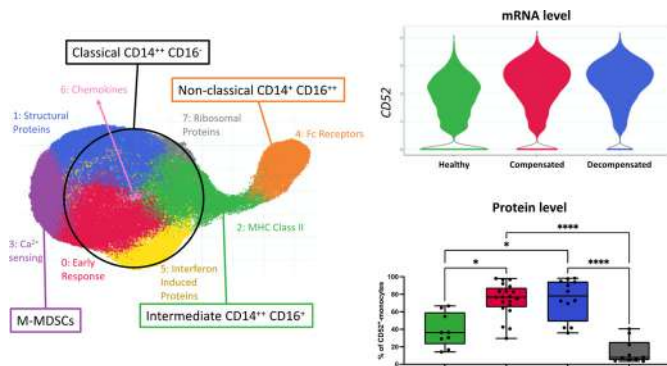 Classical CD14⁺⁺ CD16⁻
6: Chemokines
Non-classical CD14⁺ CD16⁺⁺
1: Structural Proteins
7: Ribosomal Proteins
4: Fc Receptors
2: MHC Class II
3: Ca²⁺ sensing
0: Early Response
5: Interferon Induced Proteins
M-MDSCs
Intermediate CD14⁺⁺ CD16⁺
mRNA level
CD52
Healthy
Compensated
Decompensated
Protein level
****
*
*
****
% of CD52⁺-monocytes
100
80
60
40
20
0